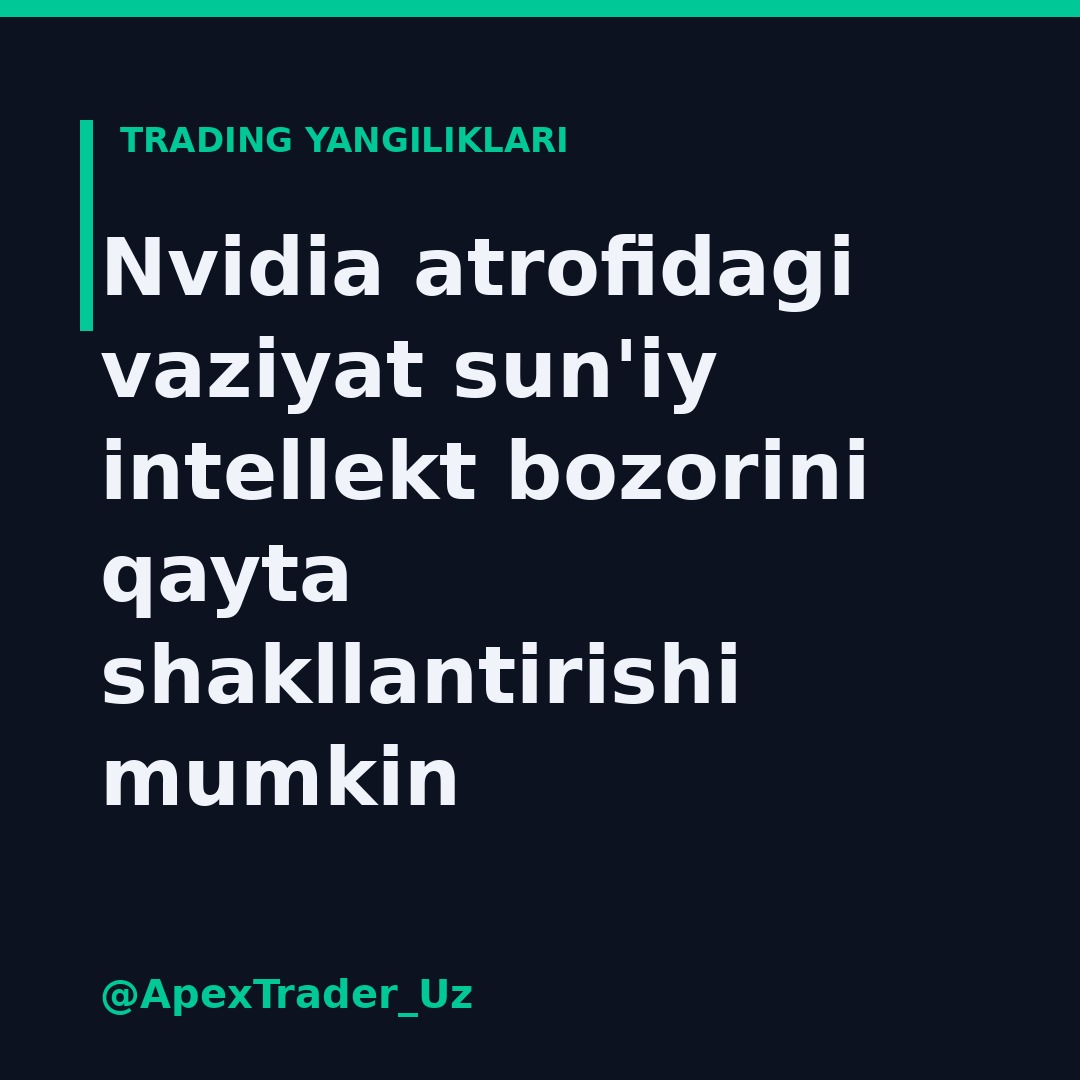 TRADING YANGILIKLARI
Nvidia atrofidagi
vaziyat sun'iy
intellekt bozorini
qayta
shakllantirishi
mumkin
@ApexTrader_Uz